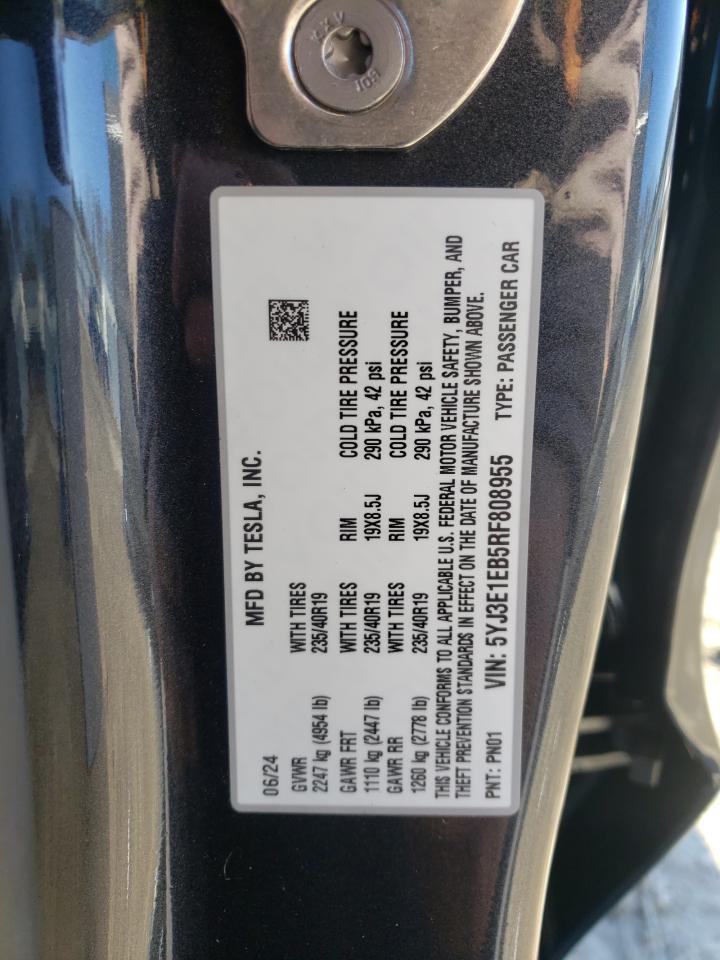 MFD BY TESLA, INC.
06/24
GVWR WITH TIRES
2247 kg (4954 lb) 235/40R19
GAWR FRT WITH TIRES RIM COLD TIRE PRESSURE
1110 kg (2447 lb) 235/40R19 19X8.5J 290 kPa, 42 psi
GAWR RR WITH TIRES RIM COLD TIRE PRESSURE
1260 kg (2778 lb) 235/40R19 19X8.5J 290 kPa, 42 psi
THIS VEHICLE CONFORMS TO ALL APPLICABLE U.S. FEDERAL MOTOR VEHICLE SAFETY, BUMPER, AND
THEFT PREVENTION STANDARDS IN EFFECT ON THE DATE OF MANUFACTURE SHOWN ABOVE.
PNT: PN01 VIN: 5YJ3E1EB5RF808955 TYPE: PASSENGER CAR